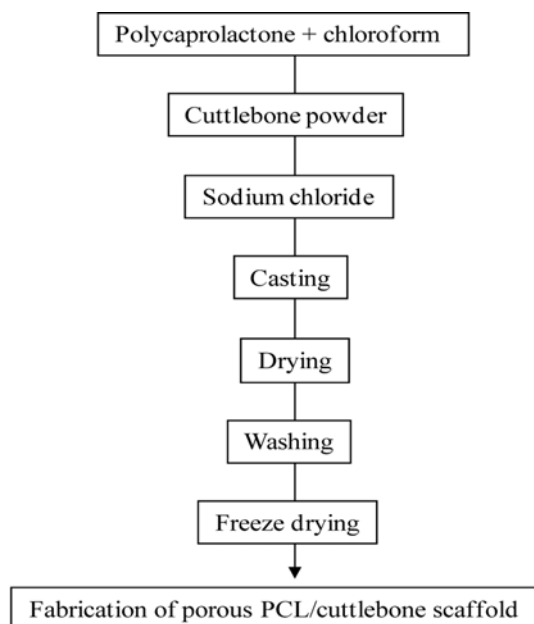 Polycaprolactone + chloroform
Cuttlebone powder
Sodium chloride
Casting
Drying
Washing
Freeze drying
Fabrication of porous PCL/cuttlebone scaffold